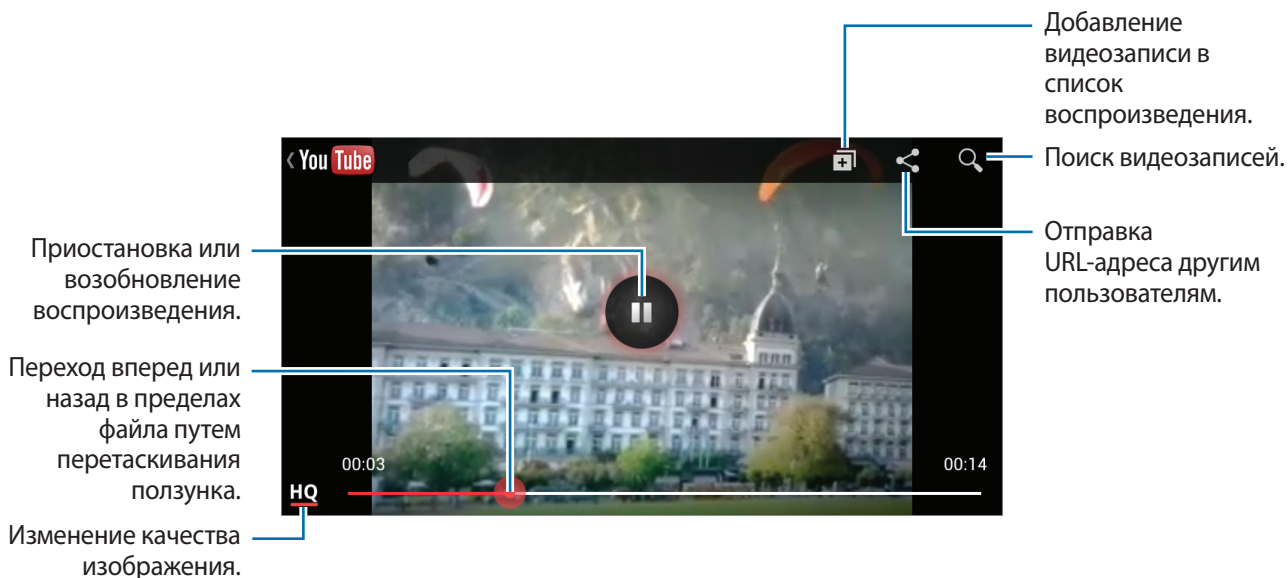 Добавление
видеозаписи в
список
воспроизведения.
You Tube
Поиск видеозаписей.
Отправка
URL-адреса другим
пользователям.
Приостановка или
возобновление
воспроизведения.
Переход вперед или
назад в пределах
файла путем
перетаскивания
ползунка.
00:03
00:14
HQ
Изменение качества
изображения.